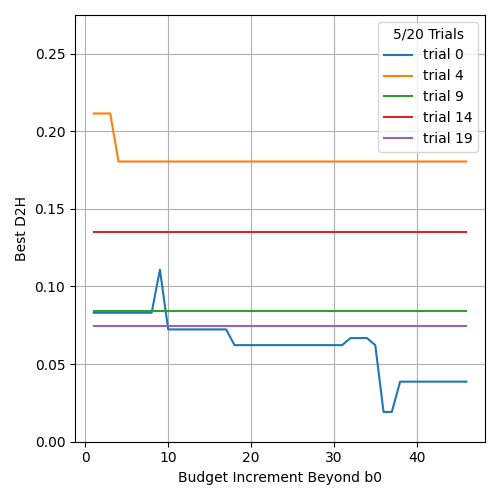 5/20 Trials
trial 0
trial 4
trial 9
trial 14
trial 19
Best D2H
0.25
0.20
0.15
0.10
0.05
0.00
0 10 20 30 40
Budget Increment Beyond b0